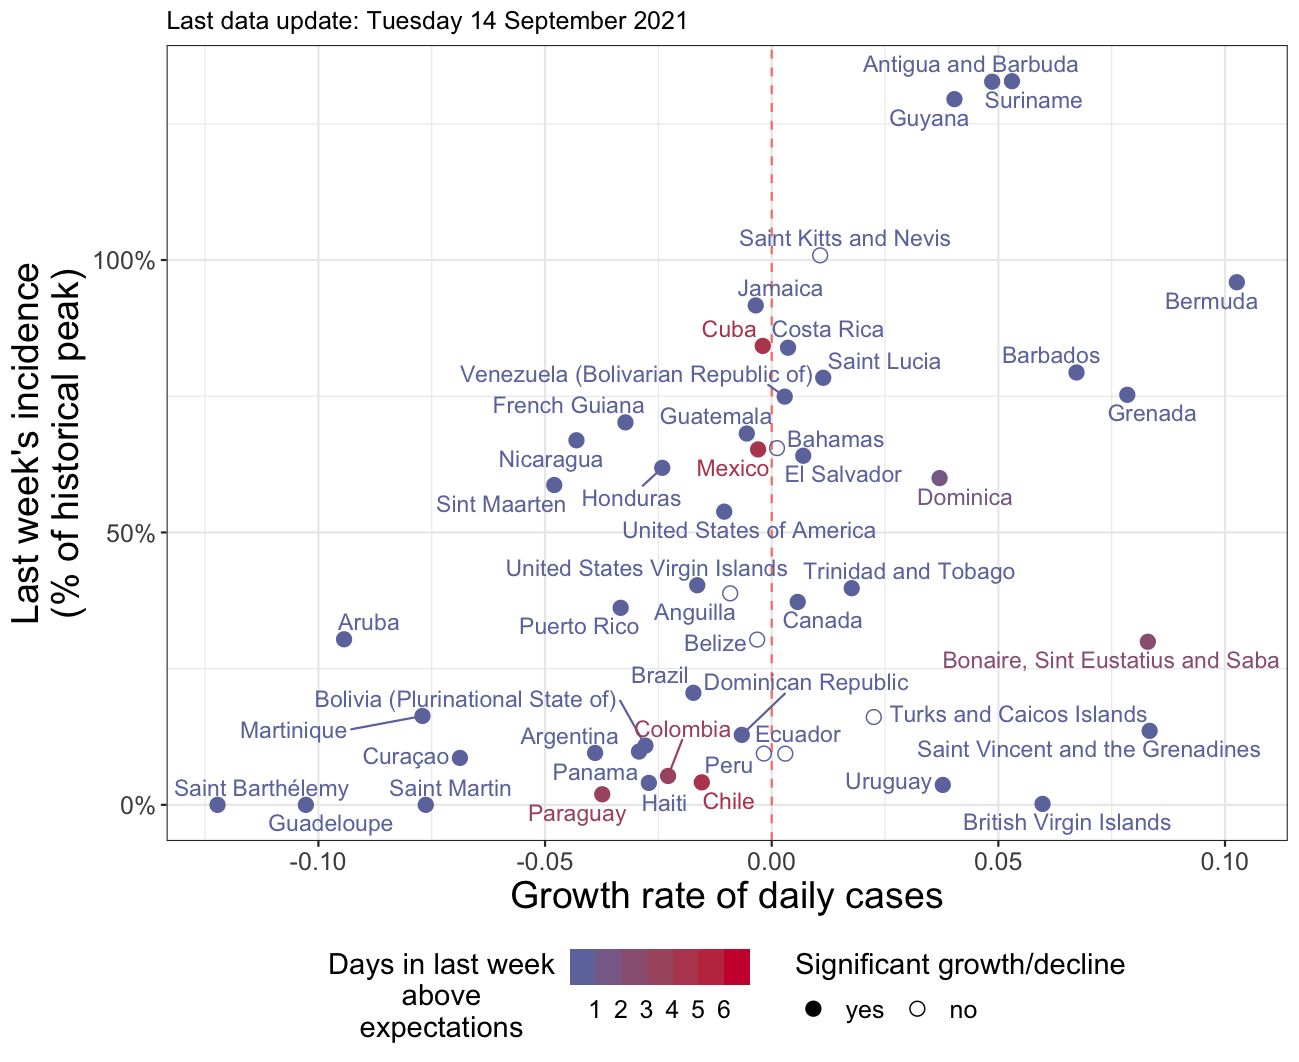 Last data update: Tuesday 14 September 2021
Antigua and Barbuda
Suriname
Guyana
Saint Kitts and Nevis
100%
Jamaica
Bermuda
Cuba
Costa Rica
Barbados
Saint Lucia
Venezuela (Bolivarian Republic of)
French Guiana
Grenada
Guatemala
Bahamas
Nicaragua
Mexico
El Salvador
Honduras
Dominica
Sint Maarten
United States of America
50%
United States Virgin Islands
Trinidad and Tobago
Anguilla
Canada
Aruba
Puerto Rico
Belize
Bonaire, Sint Eustatius and Saba
Brazil
Dominican Republic
Bolivia (Plurinational State of)
Turks and Caicos Islands
Martinique
Colombia
Argentina
Ecuador
Saint Vincent and the Grenadines
Curaçao
Panama
Peru
Uruguay
Saint Barthélemy
Saint Martin
0%
Haiti
Chile
Paraguay
Guadeloupe
British Virgin Islands
Last week's incidence
(% of historical peak)
-0.10
-0.05
0.00
0.05
0.10
Growth rate of daily cases
Days in last week
above
expectations
1 2 3 4 5 6
Significant growth/decline
yes
no